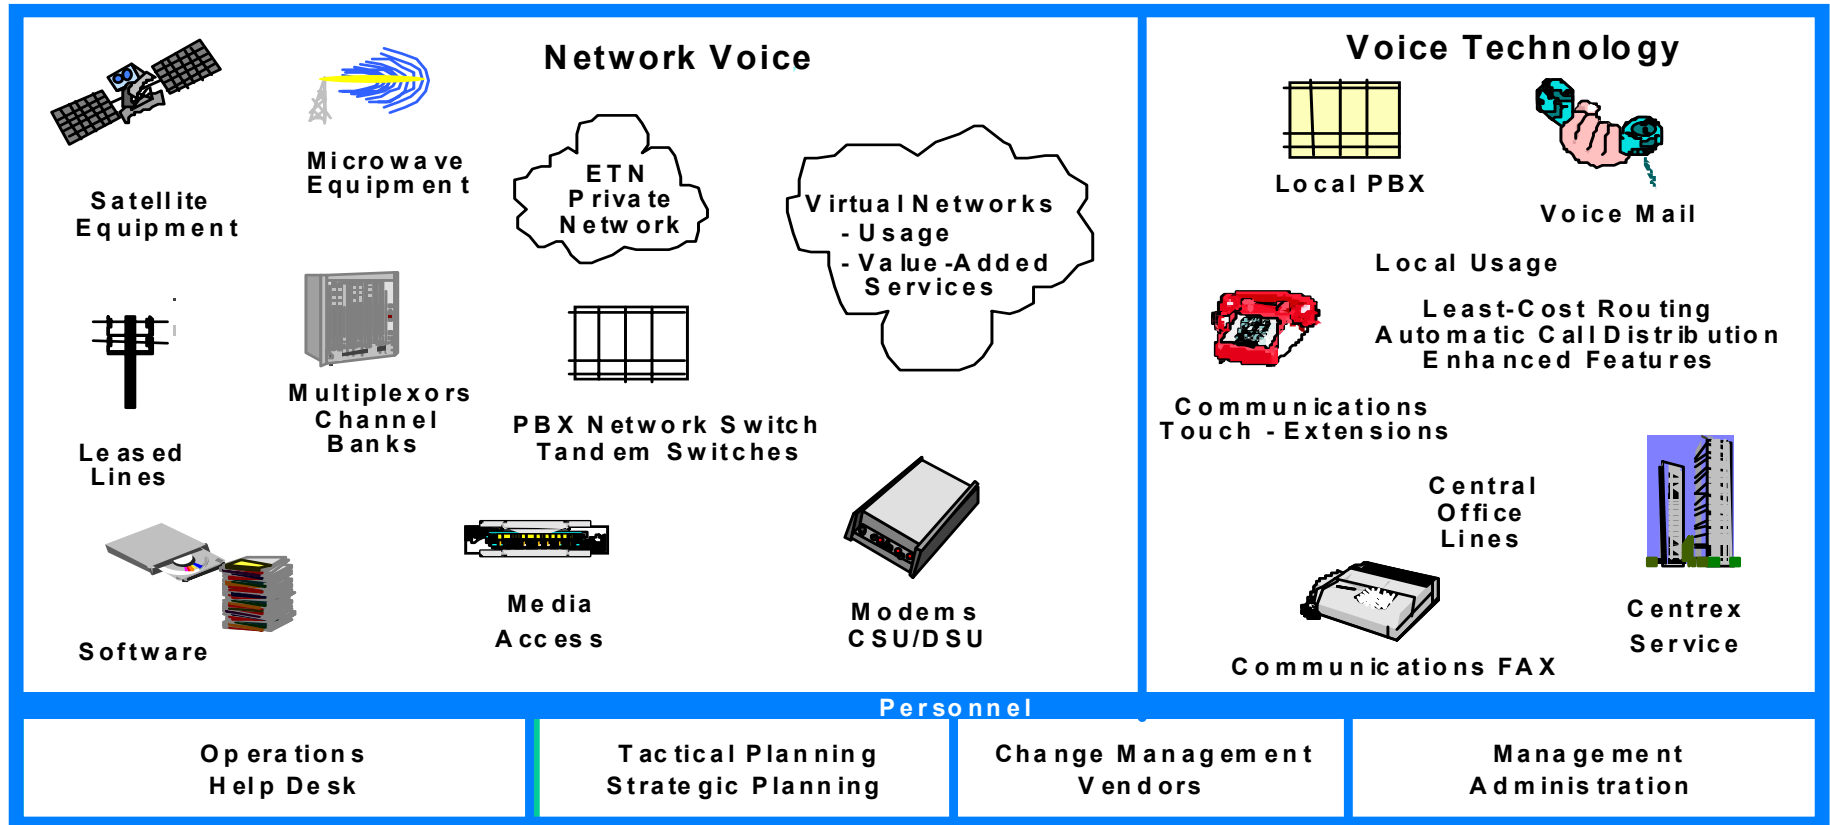 Network Voice
Satellite
Equipment
Microwave
Equipment
ETN
Private
Network
Virtual Networks
- Usage
- Value-Added
Services
Leased
Lines
Multiplexors
Channel
Banks
PBX Network Switch
Tandem Switches
Software
Media
Access
Modems
CSU/DSU
Voice Technology
Local PBX
Voice Mail
Local Usage
Least-Cost Routing
Automatic Call Distribution
Enhanced Features
Communications
Touch - Extensions
Central
Office
Lines
Centrex
Service
Communications FAX
Personnel
Operations
Help Desk
Tactical Planning
Strategic Planning
Change Management
Vendors
Management
Administration